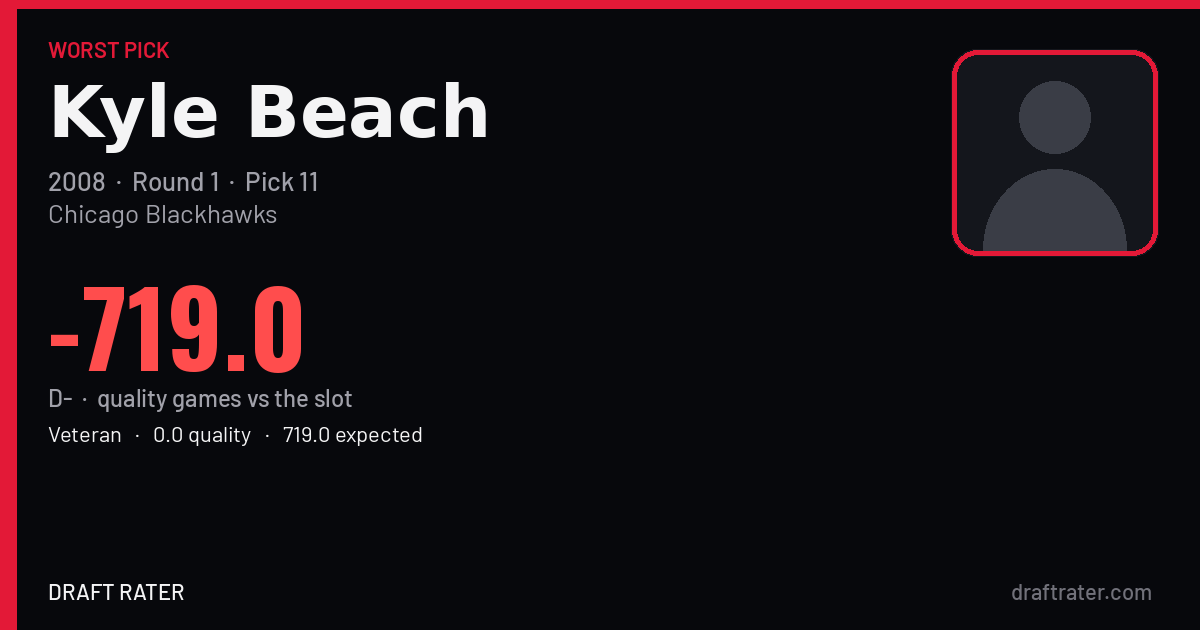 WORST PICK
Kyle Beach
2008 · Round 1 · Pick 11
Chicago Blackhawks
-719.0
D- · quality games vs the slot
Veteran · 0.0 quality · 719.0 expected
DRAFT RATER
draftrater.com